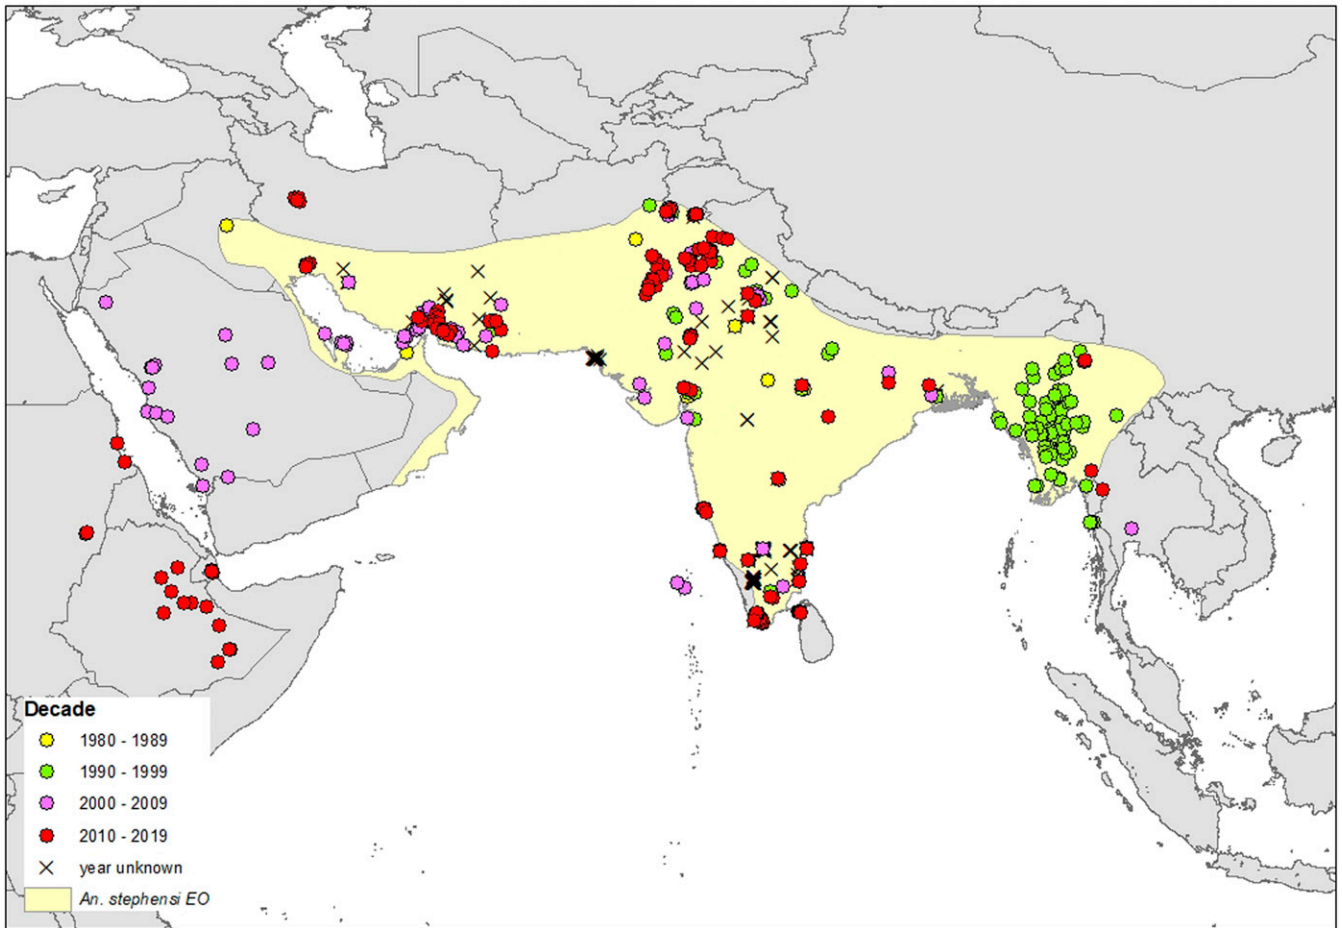 Decade
1980 - 1989
1990 - 1999
2000 - 2009
2010 - 2019
year unknown
An. stephensi EO